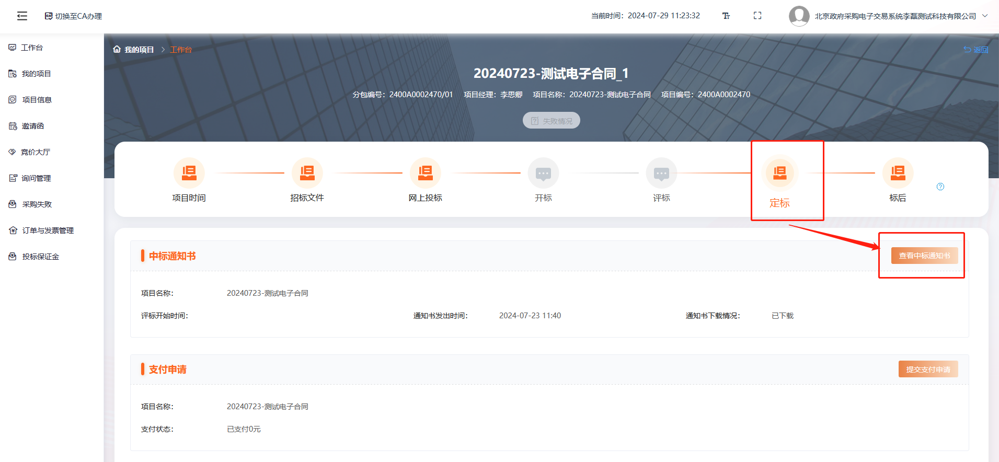 切换至CA办理
当前时间：2024-07-29 11:23:32
北京政府采购电子交易系统李磊测试科技有限公司
工作台
我的项目
项目信息
邀请函
竞价大厅
询问管理
采购失败
订单与发票管理
投标保证金
我的项目 > 工作台
返回
20240723-测试电子合同_1
分包编号：2400A0002470/01 项目经理：李思卿 项目名称：20240723-测试电子合同 项目编号：2400A0002470
失败情况
项目时间 招标文件 网上投标 开标 评标 定标 标后
中标通知书 查看中标通知书
项目名称： 20240723-测试电子合同
评标开始时间： 通知书发出时间： 2024-07-23 11:40 通知书下载情况： 已下载
支付申请 提交支付申请
项目名称： 20240723-测试电子合同
支付状态： 已支付0元